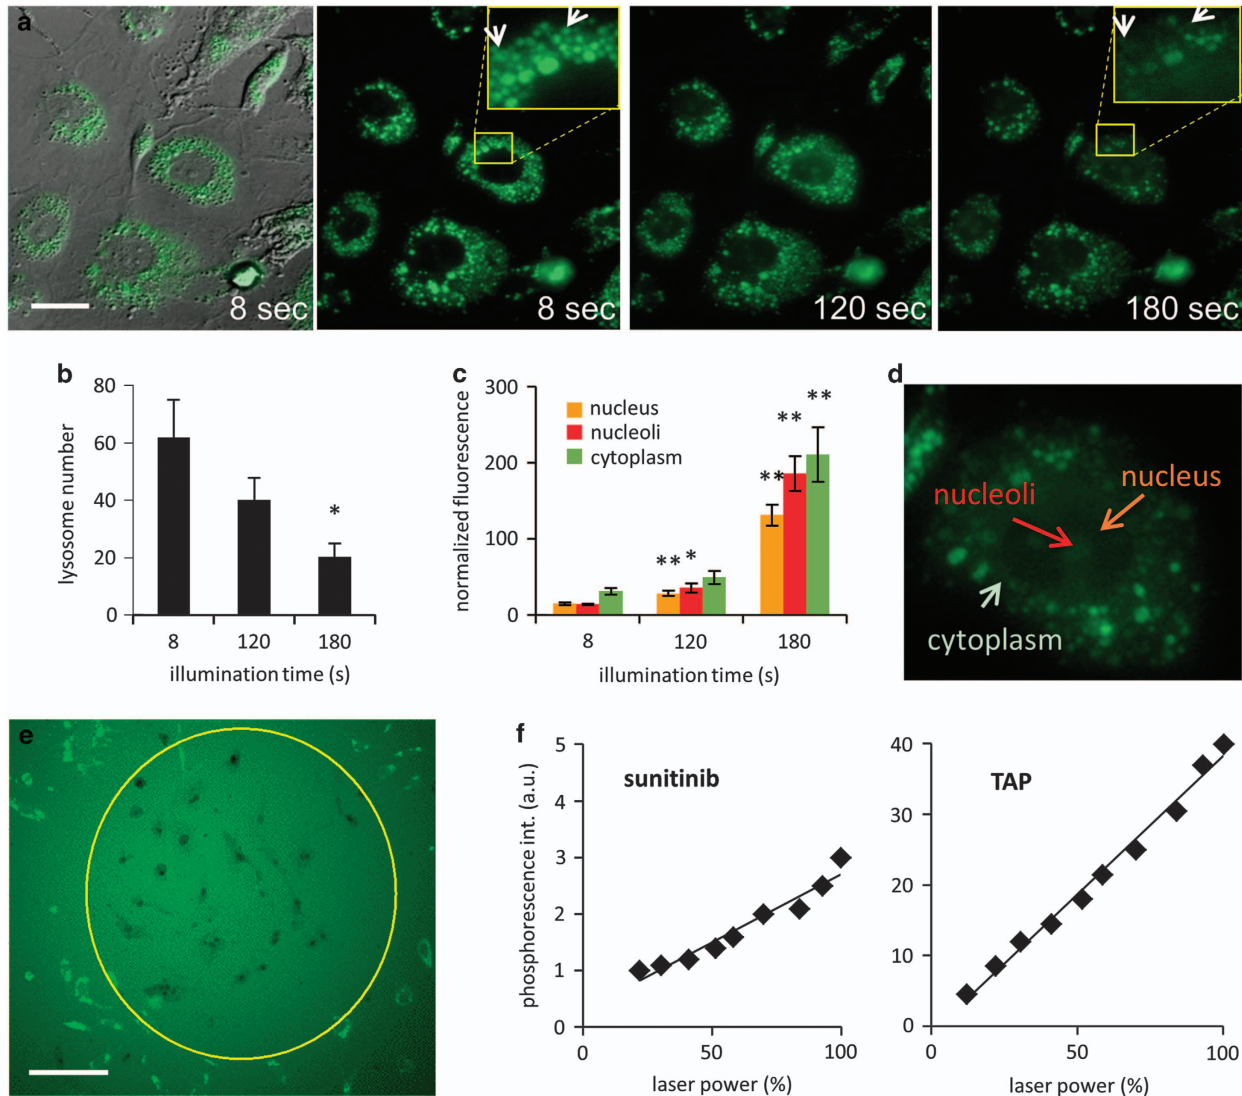 a
8 sec
8 sec
120 sec
180 sec
b
80
60
40
20
0
lysosome number
*
8
120
180
illumination time (s)
c
300
200
100
0
normalized fluorescence
nucleus
nucleoli
cytoplasm
** *
** ** **
8
120
180
illumination time (s)
d
nucleoli
nucleus
cytoplasm
e
f
sunitinib
5
4
3
2
1
0
phosphorescence int. (a.u.)
0
50
100
laser power (%)
TAP
40
30
20
10
0
0
50
100
laser power (%)